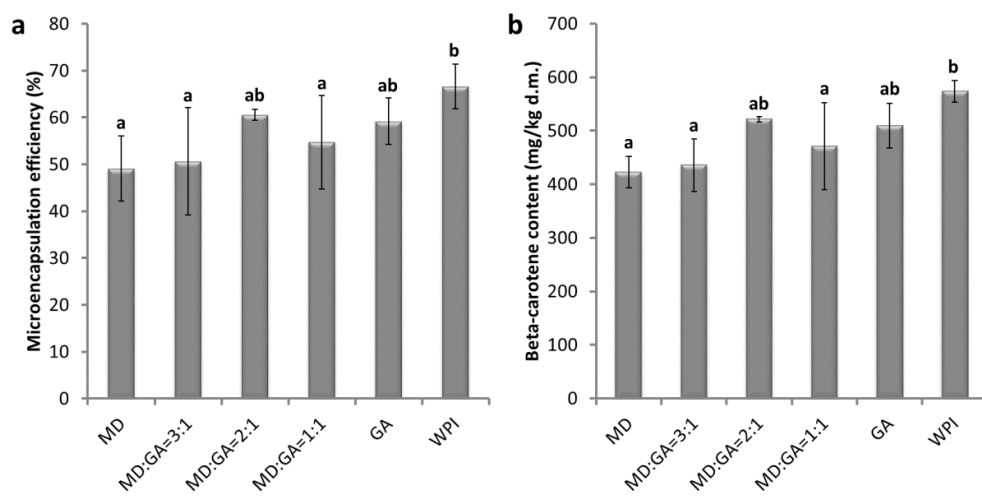 a
Microencapsulation efficiency (%)
80
70
60
50
40
30
20
10
0
a
a
ab
a
ab
b
MD
MD:GA=3:1
MD:GA=2:1
MD:GA=1:1
GA
WPI
b
Beta-carotene content (mg/kg d.m.)
700
600
500
400
300
200
100
0
a
a
ab
a
ab
b
MD
MD:GA=3:1
MD:GA=2:1
MD:GA=1:1
GA
WPI